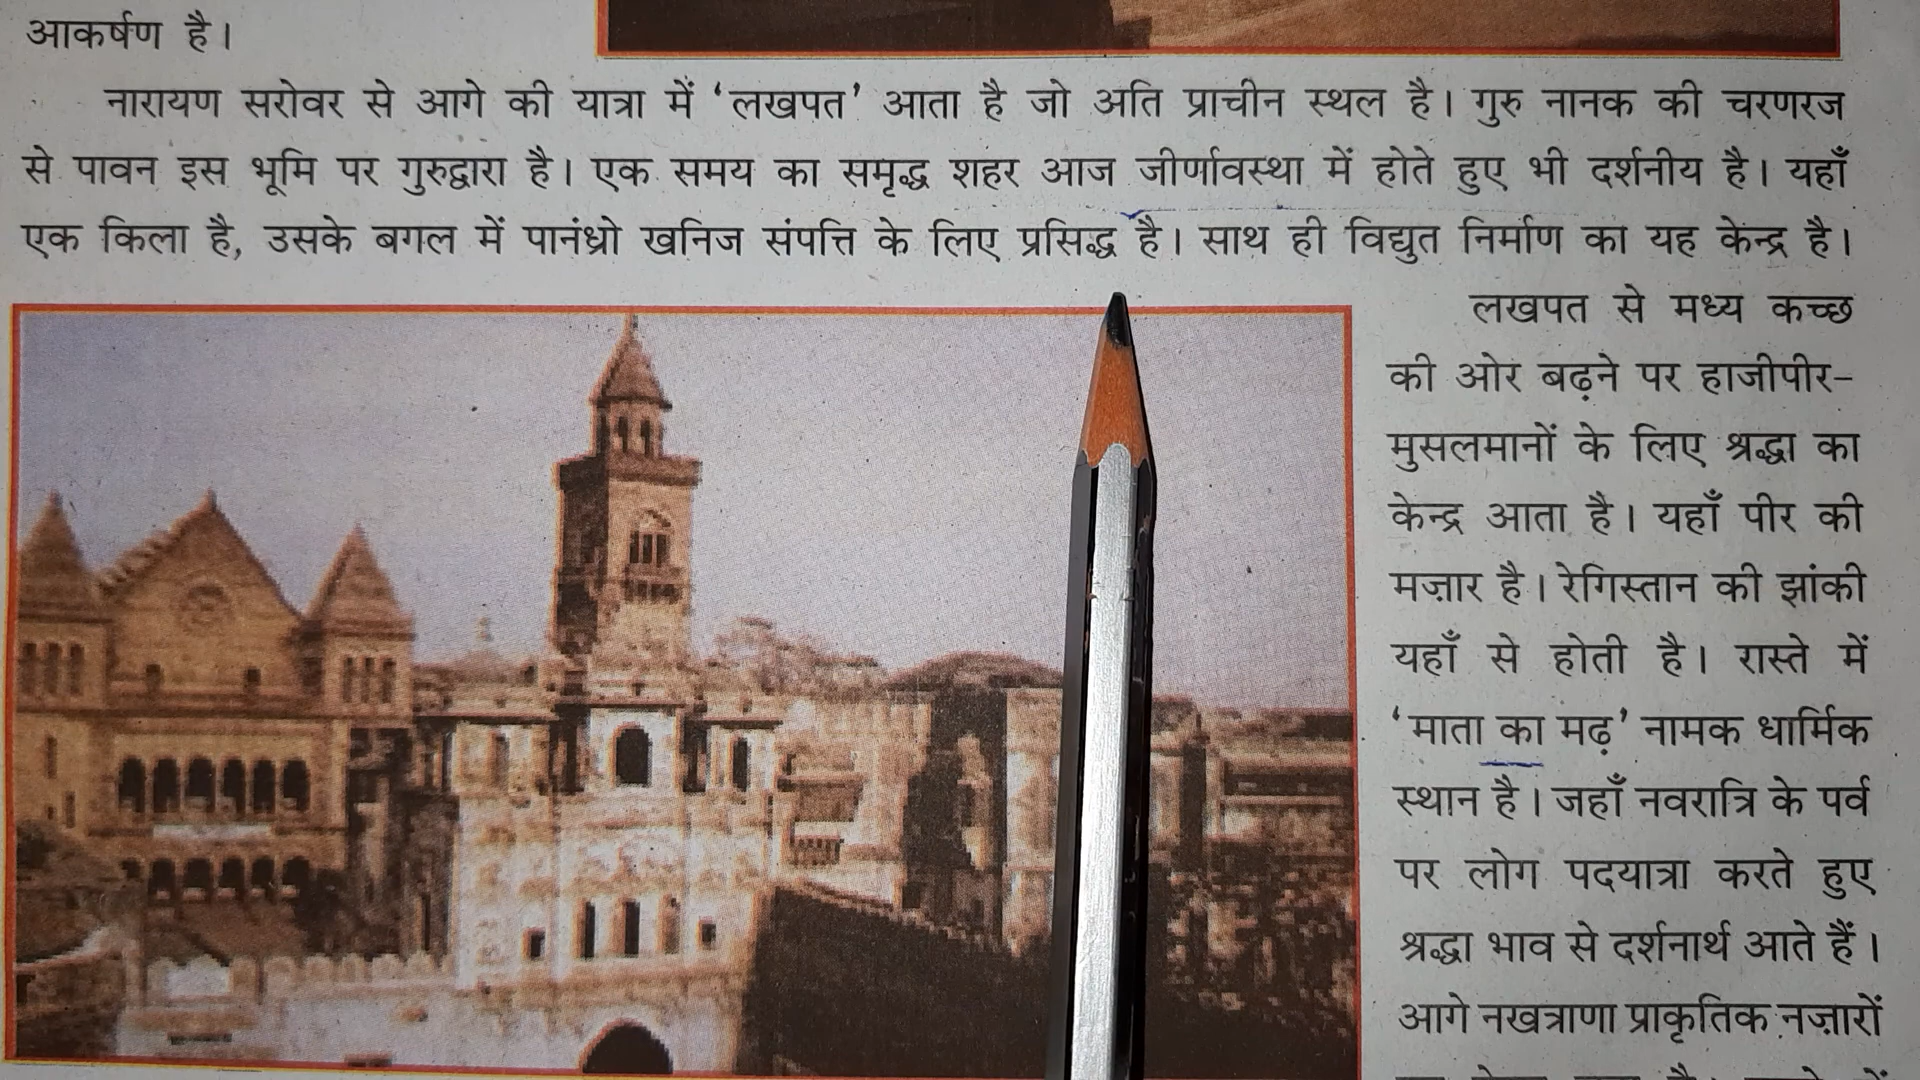 आकर्षण है।
नारायण सरोवर से आगे की यात्रा में ‘लखपत’ आता है जो अति प्राचीन स्थल है। गुरु नानक की चरणरज
से पावन इस भूमि पर गुरुद्वारा है। एक समय का समृद्ध शहर आज जीर्णावस्था में होते हुए भी दर्शनीय है। यहाँ
एक किला है, उसके बगल में पानंध्रो खनिज संपत्ति के लिए प्रसिद्ध है। साथ ही विद्युत निर्माण का यह केन्द्र है।
लखपत से मध्य कच्छ
की ओर बढ़ने पर हाजीपीर-
मुसलमानों के लिए श्रद्धा का
केन्द्र आता है। यहाँ पीर की
मज़ार है। रेगिस्तान की झांकी
यहाँ से होती है। रास्ते में
‘माता का मढ़’ नामक धार्मिक
स्थान है। जहाँ नवरात्रि के पर्व
पर लोग पदयात्रा करते हुए
श्रद्धा भाव से दर्शनार्थ आते हैं।
आगे नखत्राणा प्राकृतिक नज़ारों